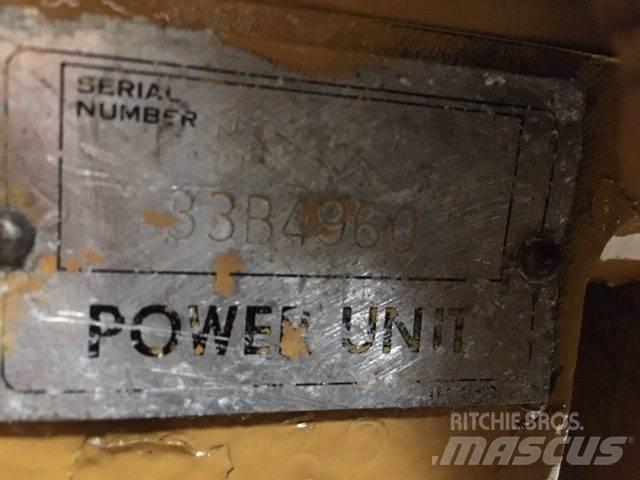 SERIAL
NUMBER
33B4960
POWER UNIT
RITCHIE BROS.
MASCUS